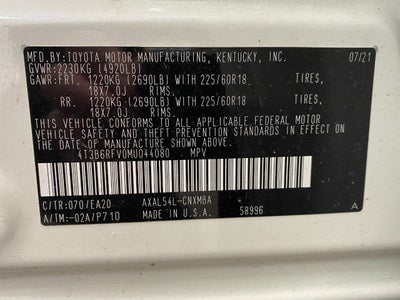 MFD.BY:TOYOTA MOTOR MANUFACTURING, KENTUCKY, INC. 07/21
GVWR:2230KG (4920LB)
GAWR:FRT. 1220KG (2690LB) WITH 225/60R18 TIRES,
18X7.0J RIMS,
RR. 1220KG (2690LB) WITH 225/60R18 TIRES,
18X7.0J RIMS.
THIS VEHICLE CONFORMS TO ALL APPLICABLE FEDERAL MOTOR
VEHICLE SAFETY STANDARDS IN EFFECT ON THE
DATE OF MANUFACTURE SHOWN ABOVE.
4T3B6RFV0MU044080 MPV
C/TR:070/EA20 AXAL54L-CNXMBA
A/TM:-02A/P710 MADE IN U.S.A. 58996 A